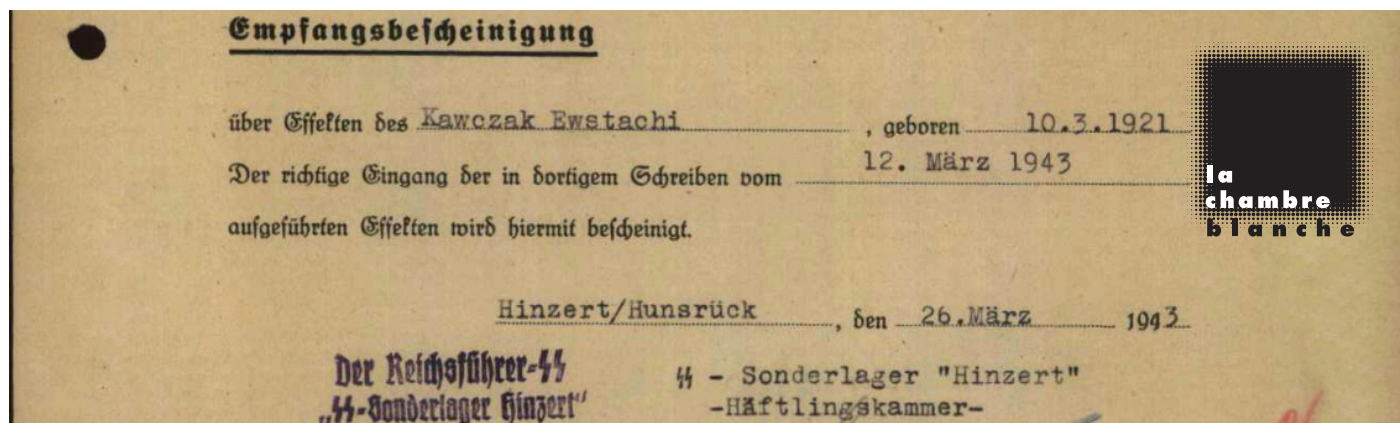 Empfangsbescheinigung
über Effekten des Kawczak Ewstachi , geboren 10.3.1921
Der richtige Eingang der in dortigem Schreiben vom 12. März 1943
aufgeführten Effekten wird hiermit bescheinigt.
Hinzert/Hunsrück , den 26.März 1943
Der Reichsführer-SS
„SS-Sonderlager Hinzert"
SS - Sonderlager "Hinzert"
-Häftlingskammer-
la
chambre
blanche